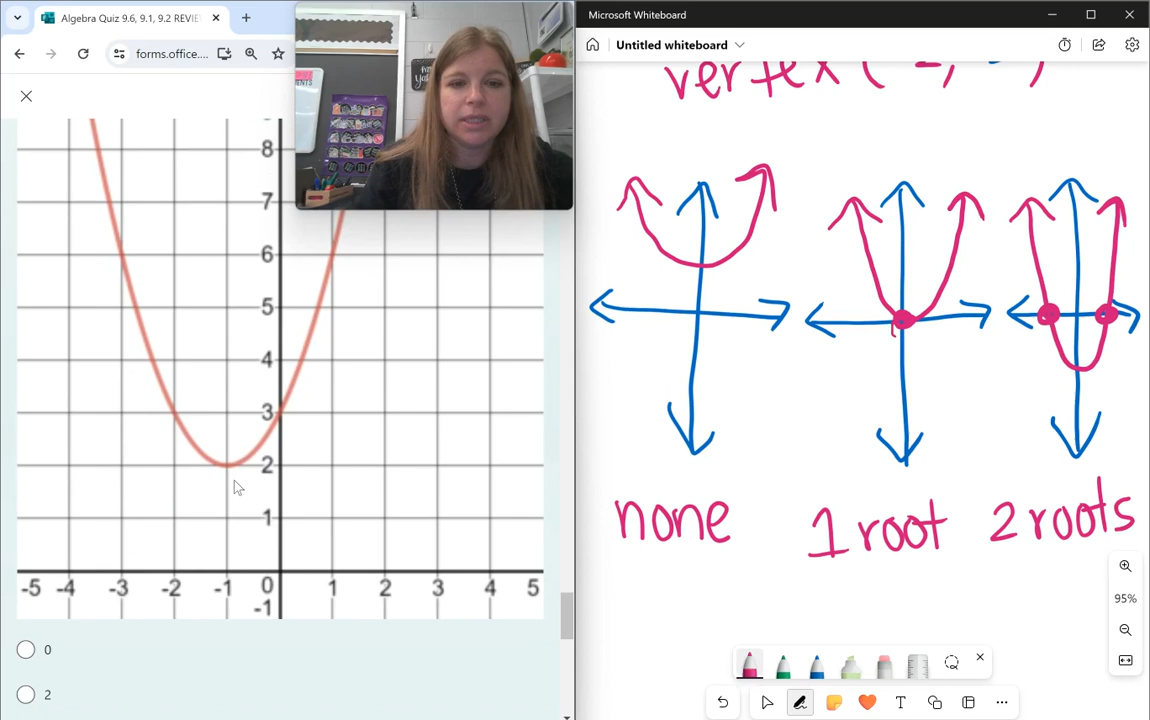 Algebra Quiz 9.6, 9.1, 9.2 REVIE
forms.office....
Microsoft Whiteboard
Untitled whiteboard
vertex (
8
7
6
5
4
3
2
1
-5 -4 -3 -2 -1 0 1 2 3 4 5
-1
0
2
none
1 root
2 roots
95%
T